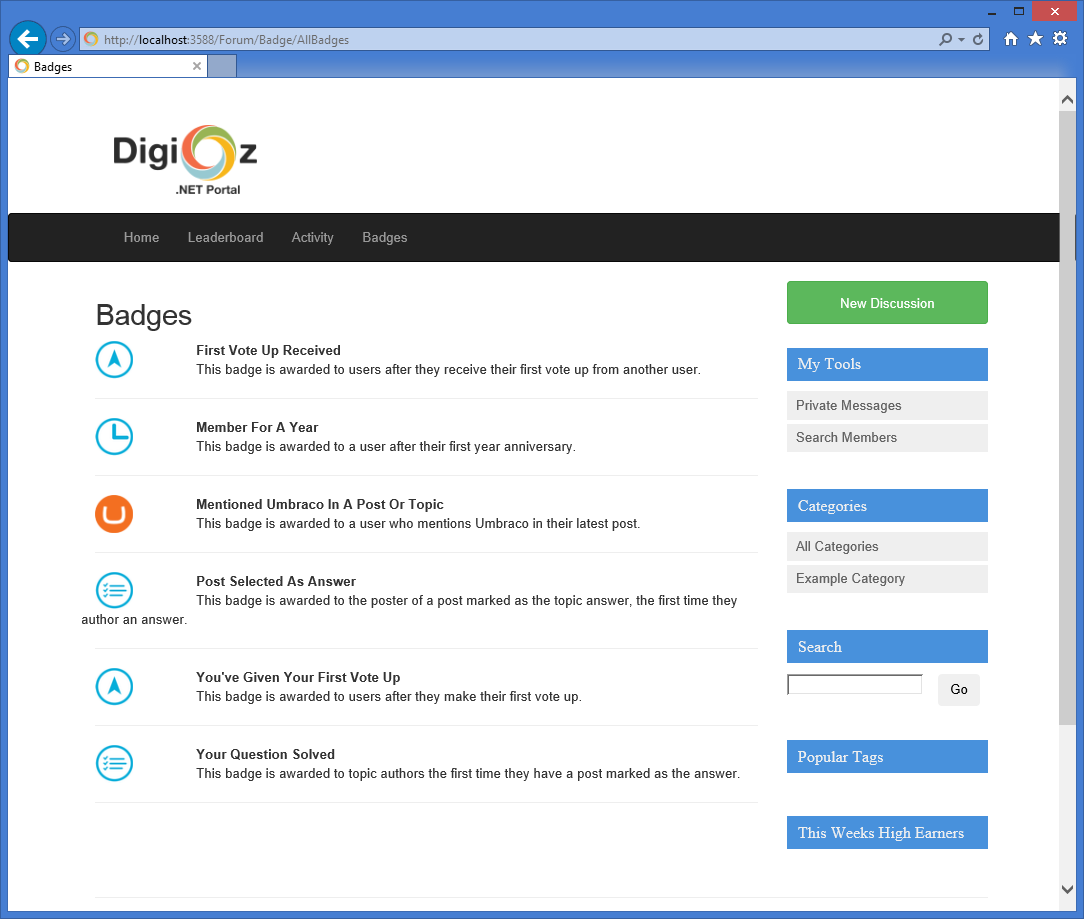 http://localhost:3588/Forum/Badge/AllBadges
Badges
Digi z
.NET Portal
Home Leaderboard Activity Badges
Badges
First Vote Up Received
This badge is awarded to users after they receive their first vote up from another user.
Member For A Year
This badge is awarded to a user after their first year anniversary.
Mentioned Umbraco In A Post Or Topic
This badge is awarded to a user who mentions Umbraco in their latest post.
Post Selected As Answer
This badge is awarded to the poster of a post marked as the topic answer, the first time they
author an answer.
You've Given Your First Vote Up
This badge is awarded to users after they make their first vote up.
Your Question Solved
This badge is awarded to topic authors the first time they have a post marked as the answer.
New Discussion
My Tools
Private Messages
Search Members
Categories
All Categories
Example Category
Search
Go
Popular Tags
This Weeks High Earners